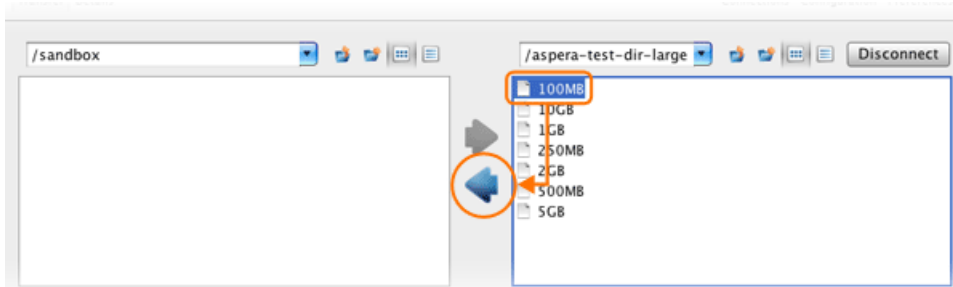 /sandbox
/aspera-test-dir-large
Disconnect
100MB
10GB
1GB
250MB
2GB
500MB
5GB